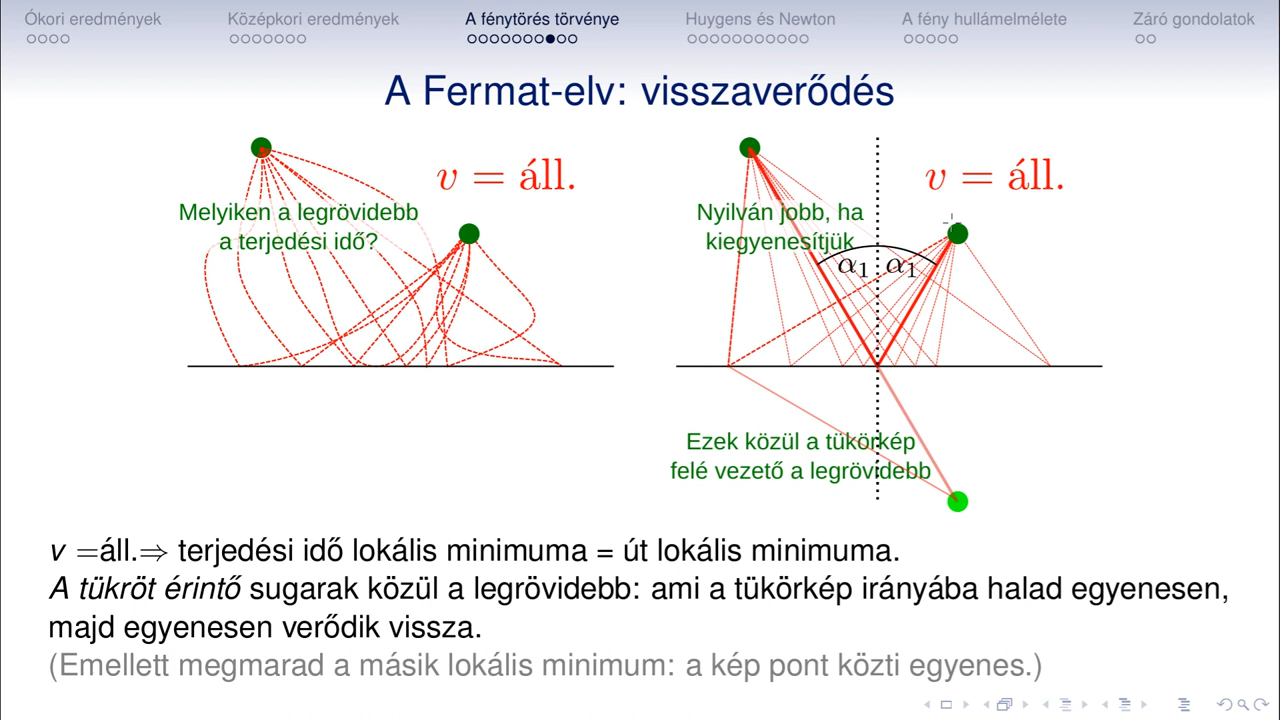 Ókori eredmények
Középkori eredmények
A fénytörés törvénye
Huygens és Newton
A fény hullámelmélete
Záró gondolatok
A Fermat-elv: visszaverődés
v = áll.
Melyiken a legrövidebb
a terjedési idő?
v = áll.
Nyilván jobb, ha
kiegyenesítjük
α₁ α₁
Ezek közül a tükörkép
felé vezető a legrövidebb
v =áll.⇒ terjedési idő lokális minimuma = út lokális minimuma.
A tükröt érintő sugarak közül a legrövidebb: ami a tükörkép irányába halad egyenesen,
majd egyenesen verődik vissza.
(Emellett megmarad a másik lokális minimum: a kép pont közti egyenes.)